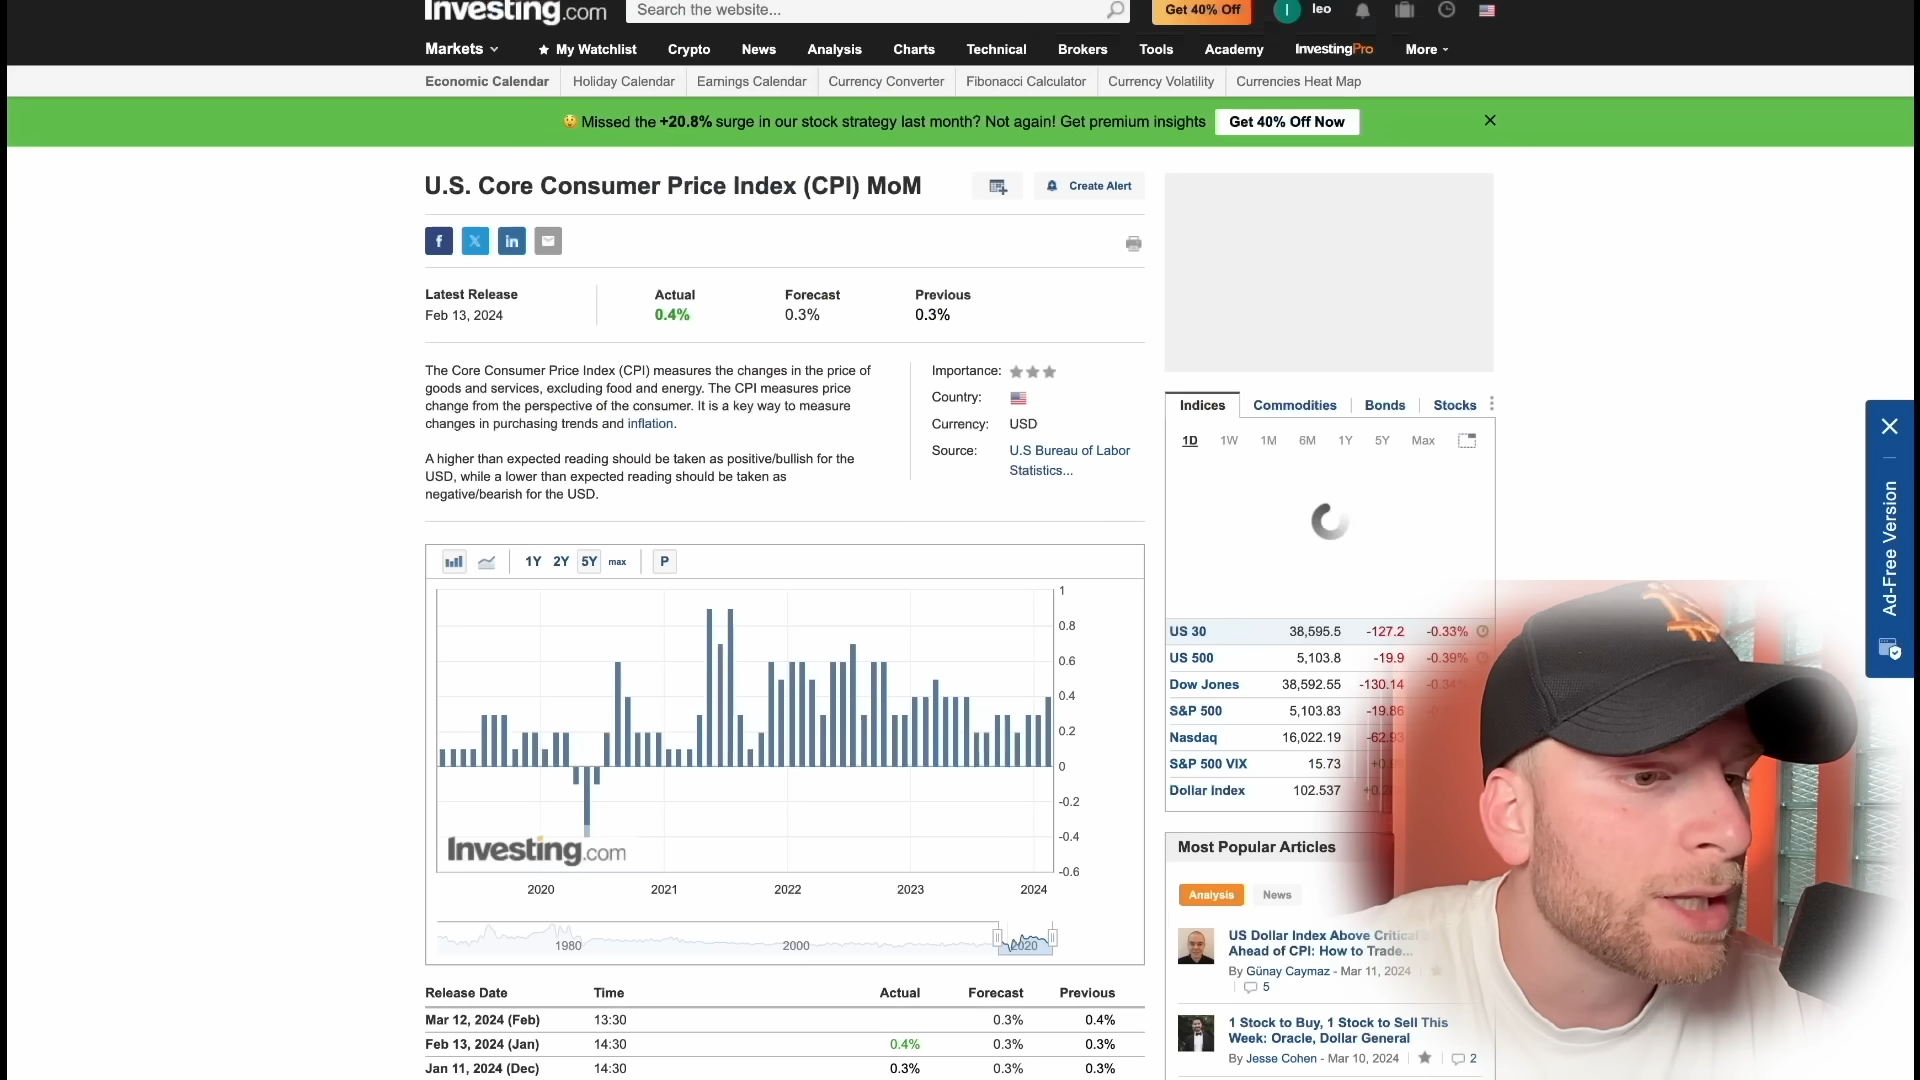 Investing.com
Search the website...
Get 40% Off
leo
Markets
My Watchlist
Crypto
News
Analysis
Charts
Technical
Brokers
Tools
Academy
InvestingPro
More
Economic Calendar
Holiday Calendar
Earnings Calendar
Currency Converter
Fibonacci Calculator
Currency Volatility
Currencies Heat Map
Missed the +20.8% surge in our stock strategy last month? Not again! Get premium insights
Get 40% Off Now
U.S. Core Consumer Price Index (CPI) MoM
Create Alert
Latest Release
Feb 13, 2024
Actual
0.4%
Forecast
0.3%
Previous
0.3%
The Core Consumer Price Index (CPI) measures the changes in the price of
goods and services, excluding food and energy. The CPI measures price
change from the perspective of the consumer. It is a key way to measure
changes in purchasing trends and inflation.
A higher than expected reading should be taken as positive/bullish for the
USD, while a lower than expected reading should be taken as
negative/bearish for the USD.
Importance:
Country:
Currency: USD
Source: U.S Bureau of Labor
Statistics...
1Y 2Y 5Y max P
1
0.8
0.6
0.4
0.2
0
-0.2
-0.4
-0.6
Investing.com
2020 2021 2022 2023 2024
1980 2000 2020
Release Date Time Actual Forecast Previous
Mar 12, 2024 (Feb) 13:30 0.3% 0.4%
Feb 13, 2024 (Jan) 14:30 0.4% 0.3% 0.3%
Jan 11, 2024 (Dec) 14:30 0.3% 0.3% 0.3%
Indices Commodities Bonds Stocks
1D 1W 1M 6M 1Y 5Y Max
US 30 38,595.5 -127.2 -0.33%
US 500 5,103.8 -19.9 -0.39%
Dow Jones 38,592.55 -130.14 -0.34%
S&P 500 5,103.83 -19.86
Nasdaq 16,022.19 -62.93
S&P 500 VIX 15.73
Dollar Index 102.537
Most Popular Articles
Analysis News
US Dollar Index Above Critical
Ahead of CPI: How to Trade...
By Günay Caymaz - Mar 11, 2024
5
1 Stock to Buy, 1 Stock to Sell This
Week: Oracle, Dollar General
By Jesse Cohen - Mar 10, 2024
2
Ad-Free Version